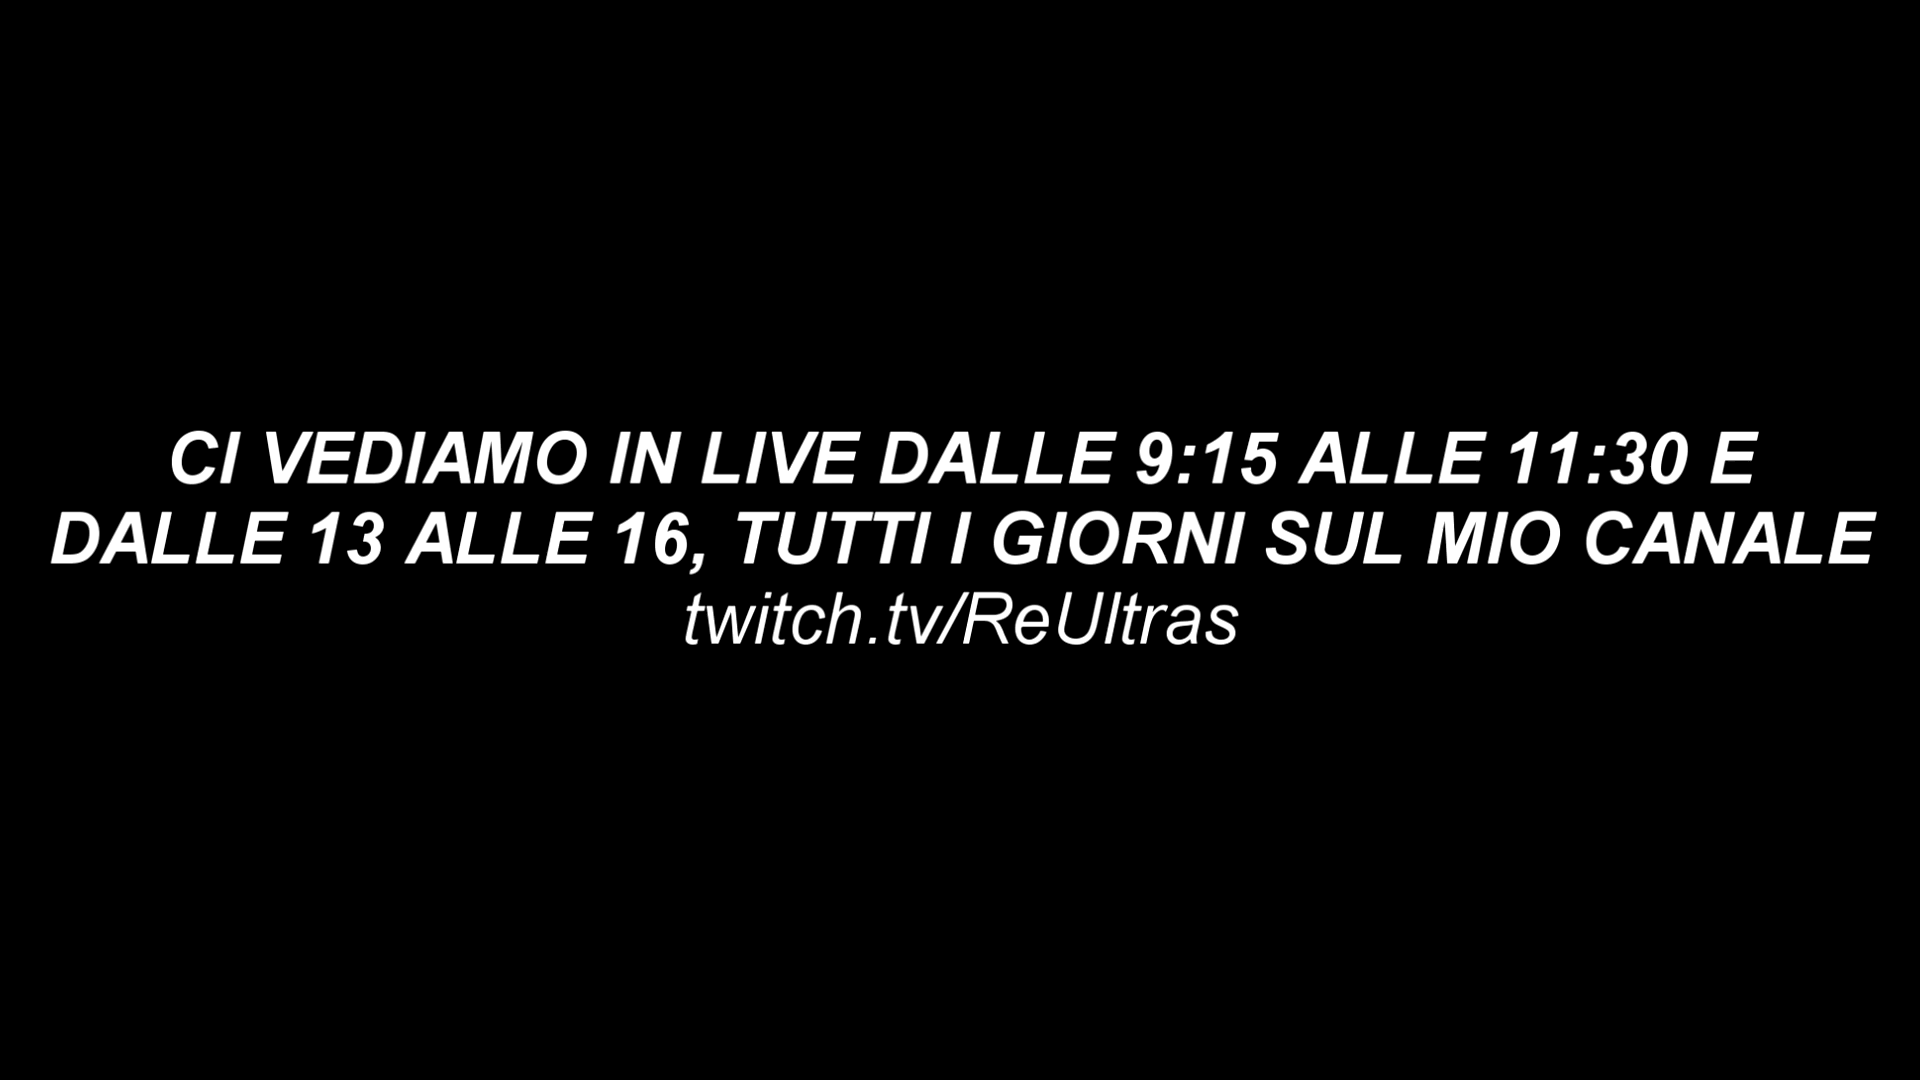 CI VEDIAMO IN LIVE DALLE 9:15 ALLE 11:30 E
DALLE 13 ALLE 16, TUTTI I GIORNI SUL MIO CANALE
twitch.tv/ReUltras